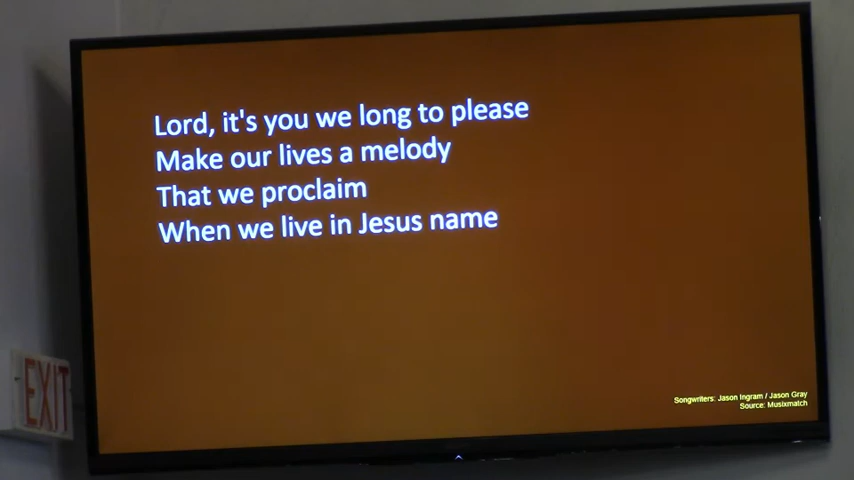 Lord, it's you we long to please
Make our lives a melody
That we proclaim
When we live in Jesus name
Songwriters: Jason Ingram / Jason Gray
Source: Musixmatch
EXIT